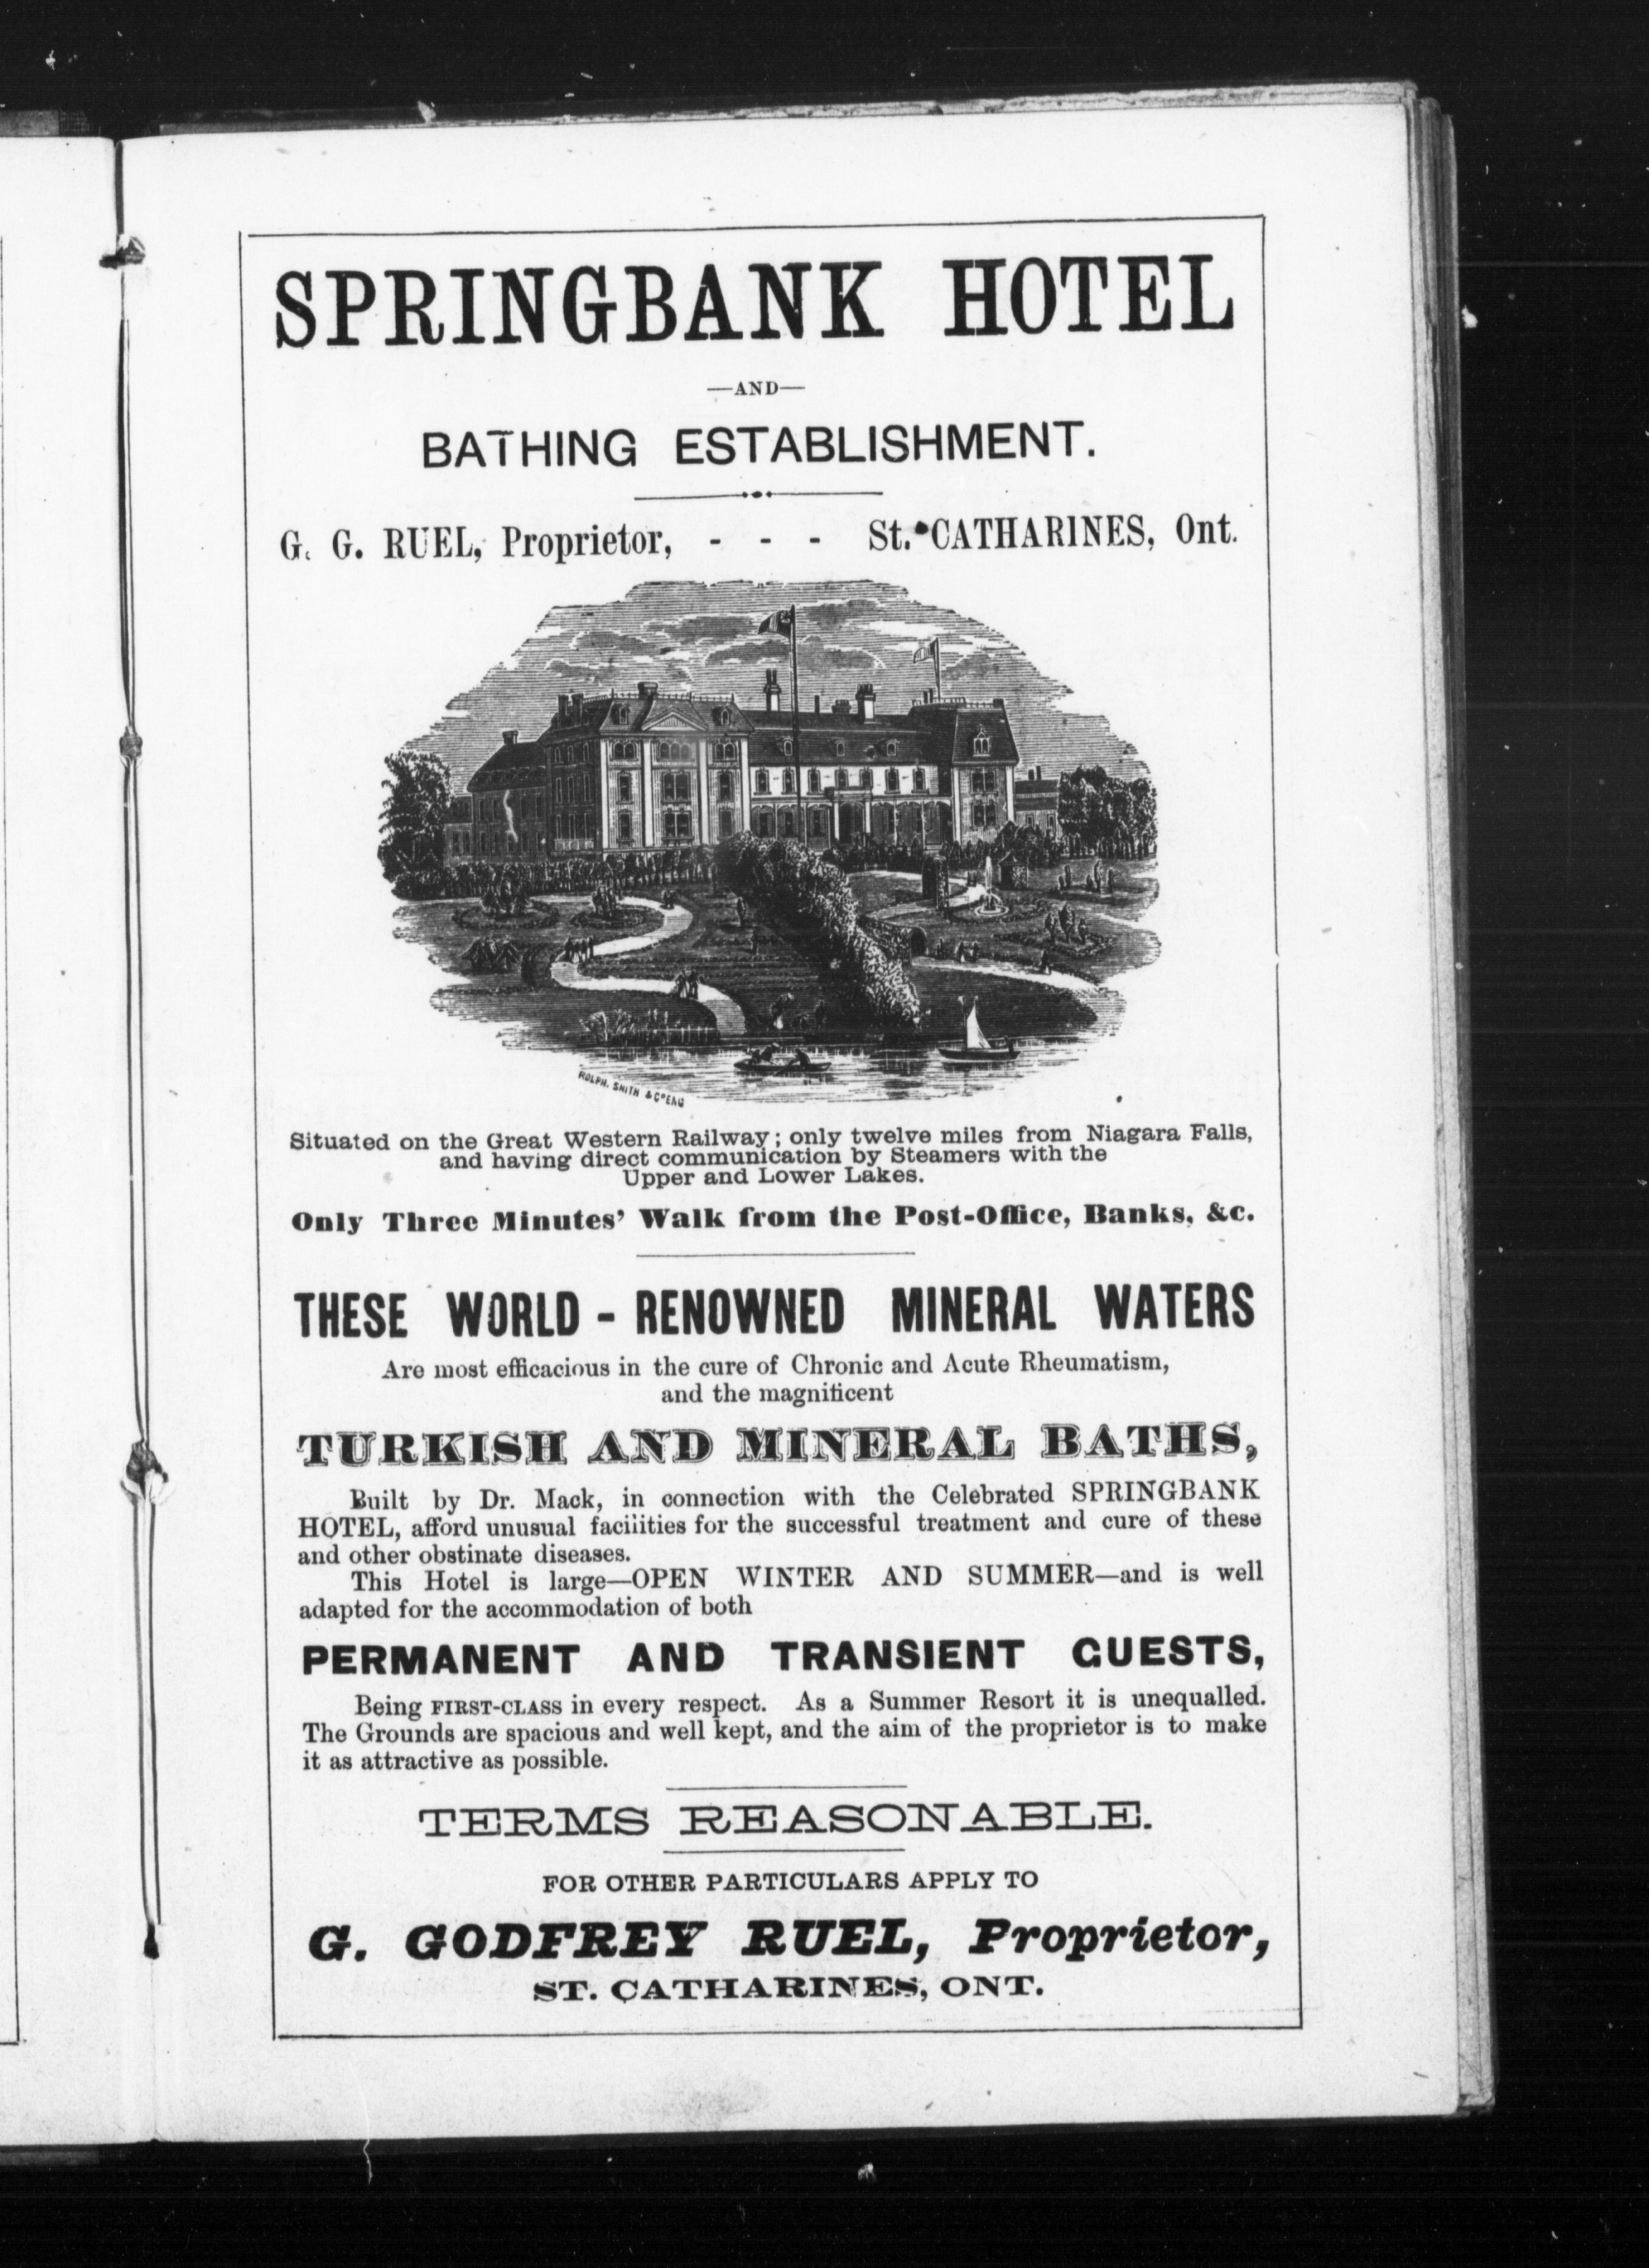 SPRINGBANK HOTEL
—AND—
BATHING ESTABLISHMENT.
G. G. RUEL, Proprietor, - - - St. CATHARINES, Ont.
ROLPH. SMITH & Co ENG
Situated on the Great Western Railway; only twelve miles from Niagara Falls,
and having direct communication by Steamers with the
Upper and Lower Lakes.
Only Three Minutes' Walk from the Post-Office, Banks, &c.
THESE WORLD-RENOWNED MINERAL WATERS
Are most efficacious in the cure of Chronic and Acute Rheumatism,
and the magnificent
TURKISH AND MINERAL BATHS,
Built by Dr. Mack, in connection with the Celebrated SPRINGBANK
HOTEL, afford unusual facilities for the successful treatment and cure of these
and other obstinate diseases.
This Hotel is large—OPEN WINTER AND SUMMER—and is well
adapted for the accommodation of both
PERMANENT AND TRANSIENT GUESTS,
Being FIRST-CLASS in every respect. As a Summer Resort it is unequalled.
The Grounds are spacious and well kept, and the aim of the proprietor is to make
it as attractive as possible.
TERMS REASONABLE.
FOR OTHER PARTICULARS APPLY TO
G. GODFREY RUEL, Proprietor,
ST. CATHARINES, ONT.